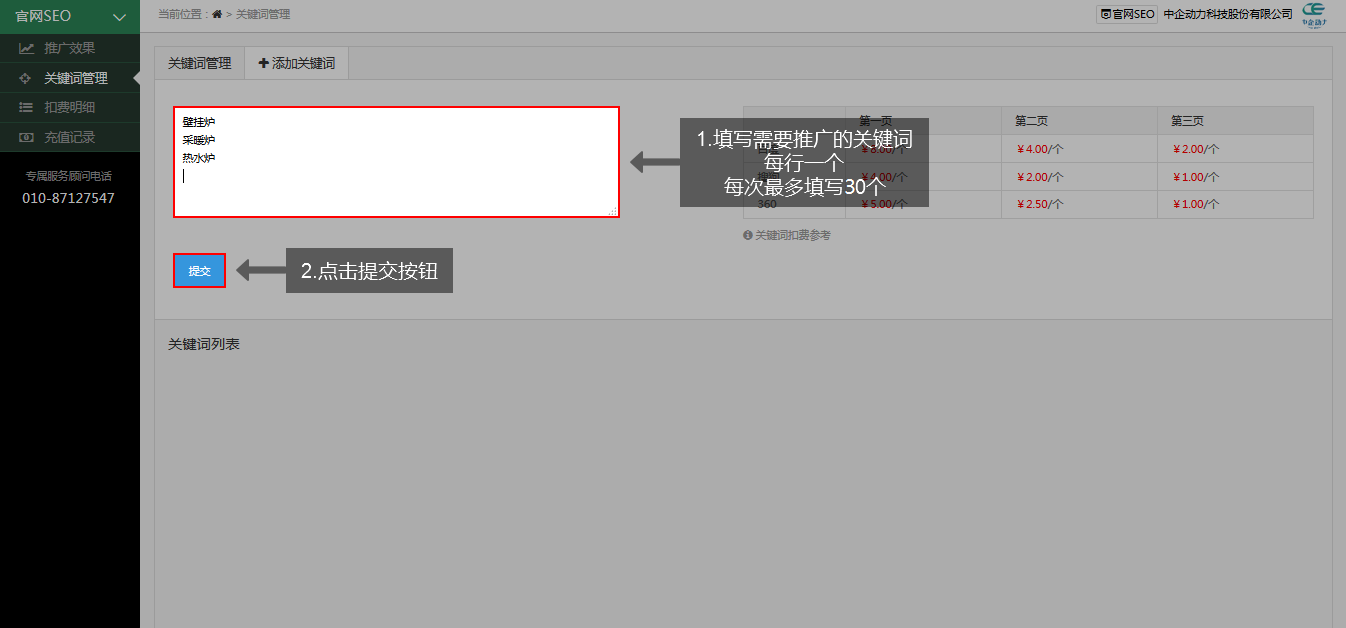 官网SEO
当前位置： > 关键词管理
官网SEO 中企动力科技股份有限公司
中企动力
推广效果
关键词管理
扣费明细
充值记录
专属服务顾问电话
010-87127547
关键词管理
添加关键词
壁挂炉
采暖炉
热水炉
1.填写需要推广的关键词
每行一个
每次最多填写30个
第一页 第二页 第三页
￥4.00/个 ￥2.00/个
￥4.00/个 ￥2.00/个 ￥1.00/个
360 ￥5.00/个 ￥2.50/个 ￥1.00/个
关键词扣费参考
提交
2.点击提交按钮
关键词列表